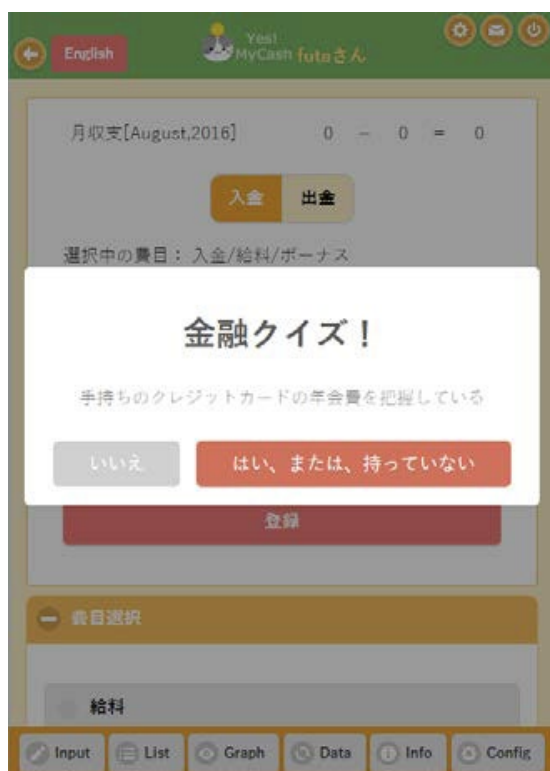 English
Yes!
MyCash futaさん
月収支[August,2016] 0 - 0 = 0
入金 出金
選択中の費目： 入金/給料/ボーナス
金融クイズ！
手持ちのクレジットカードの年会費を把握している
いいえ はい、または、持っていない
登録
費目選択
給料
Input List Graph Data Info Config